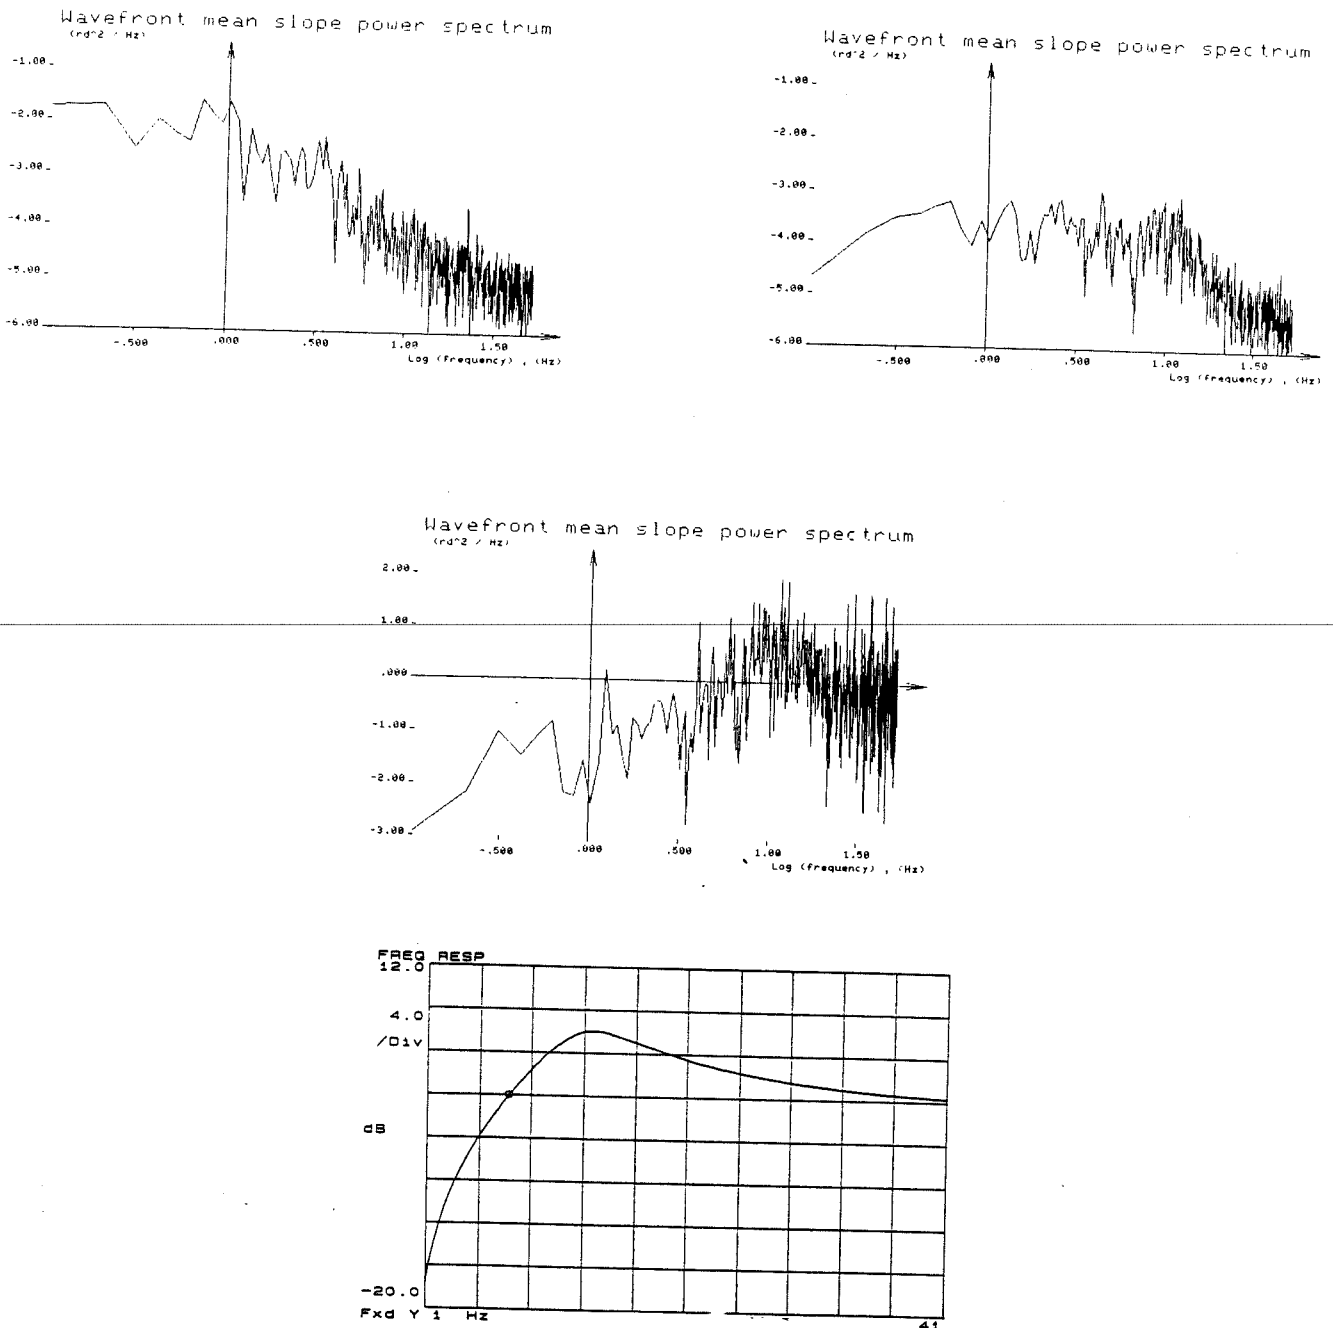 Wavefront mean slope power spectrum
(rd^2 / Hz)
-1.00
-2.00
-3.00
-4.00
-5.00
-6.00
-.500 .000 .500 1.00 1.50
Log (frequency) , (Hz)
Wavefront mean slope power spectrum
(rd^2 / Hz)
-1.00
-2.00
-3.00
-4.00
-5.00
-6.00
-.500 .000 .500 1.00 1.50
Log (frequency) , (Hz)
Wavefront mean slope power spectrum
(rd^2 / Hz)
2.00
1.00
.000
-1.00
-2.00
-3.00
-.500 .000 .500 1.00 1.50
Log (frequency) , (Hz)
FREQ RESP
12.0
4.0
/Div
dB
-20.0
Fxd Y 1 Hz 41